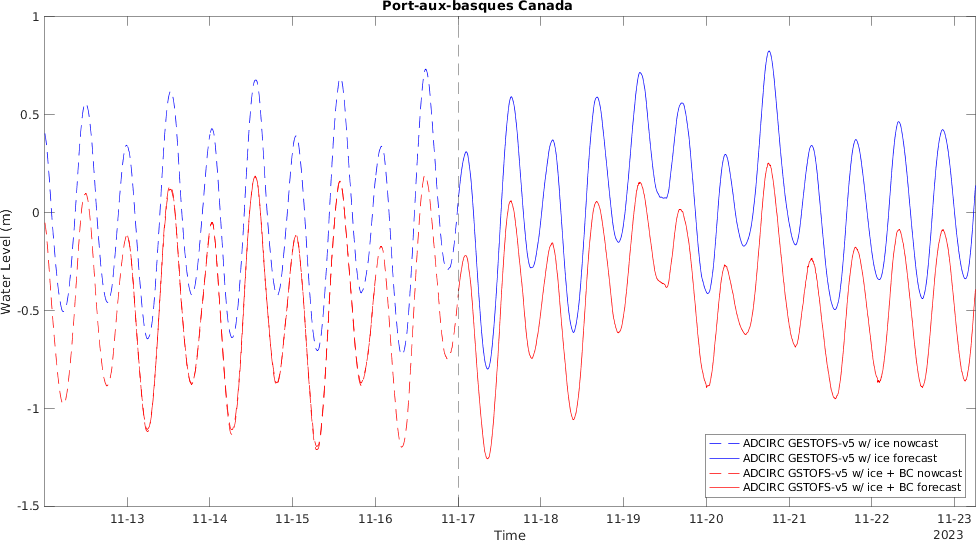 Port-aux-basques Canada
1
0.5
0
-0.5
-1
-1.5
Water Level (m)
11-13 11-14 11-15 11-16 11-17 11-18 11-19 11-20 11-21 11-22 11-23
Time
2023
ADCIRC GESTOFS-v5 w/ ice nowcast
ADCIRC GESTOFS-v5 w/ ice forecast
ADCIRC GSTOFS-v5 w/ ice + BC nowcast
ADCIRC GSTOFS-v5 w/ ice + BC forecast